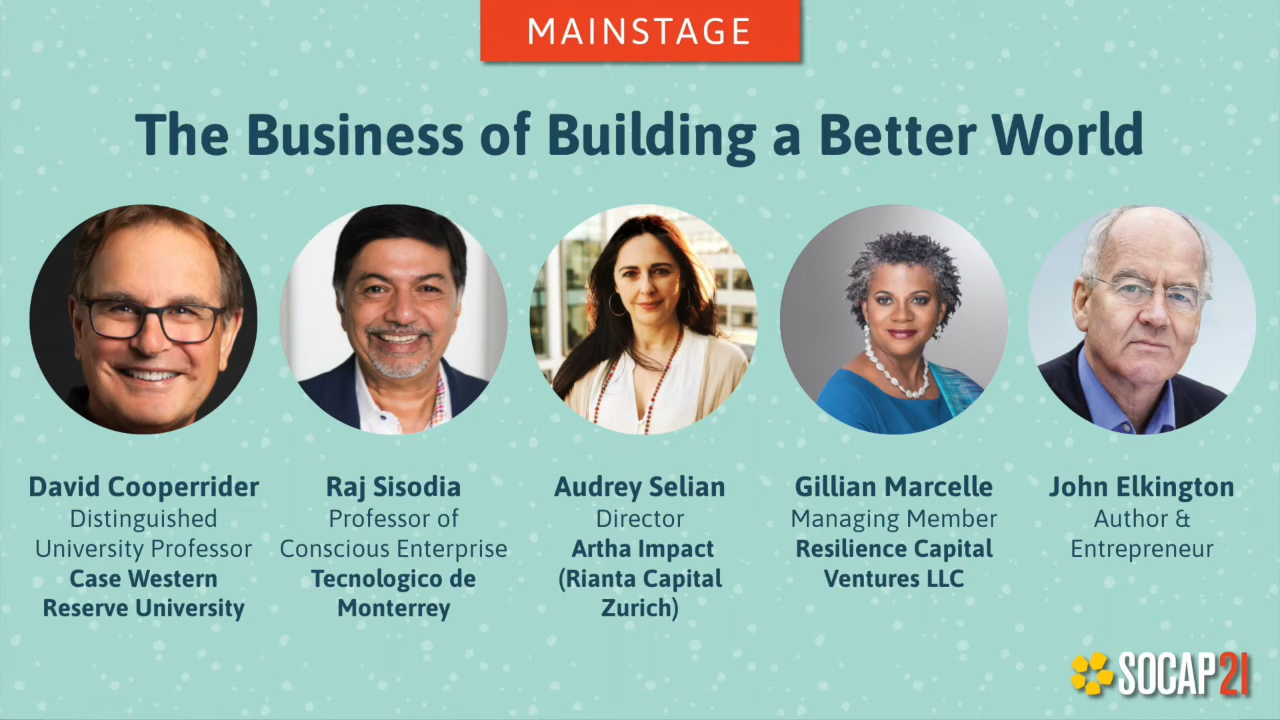 MAINSTAGE
The Business of Building a Better World
David Cooperrider
Distinguished
University Professor
Case Western
Reserve University
Raj Sisodia
Professor of
Conscious Enterprise
Tecnologico de
Monterrey
Audrey Selian
Director
Artha Impact
(Rianta Capital
Zurich)
Gillian Marcelle
Managing Member
Resilience Capital
Ventures LLC
John Elkington
Author &
Entrepreneur
SOCAP21